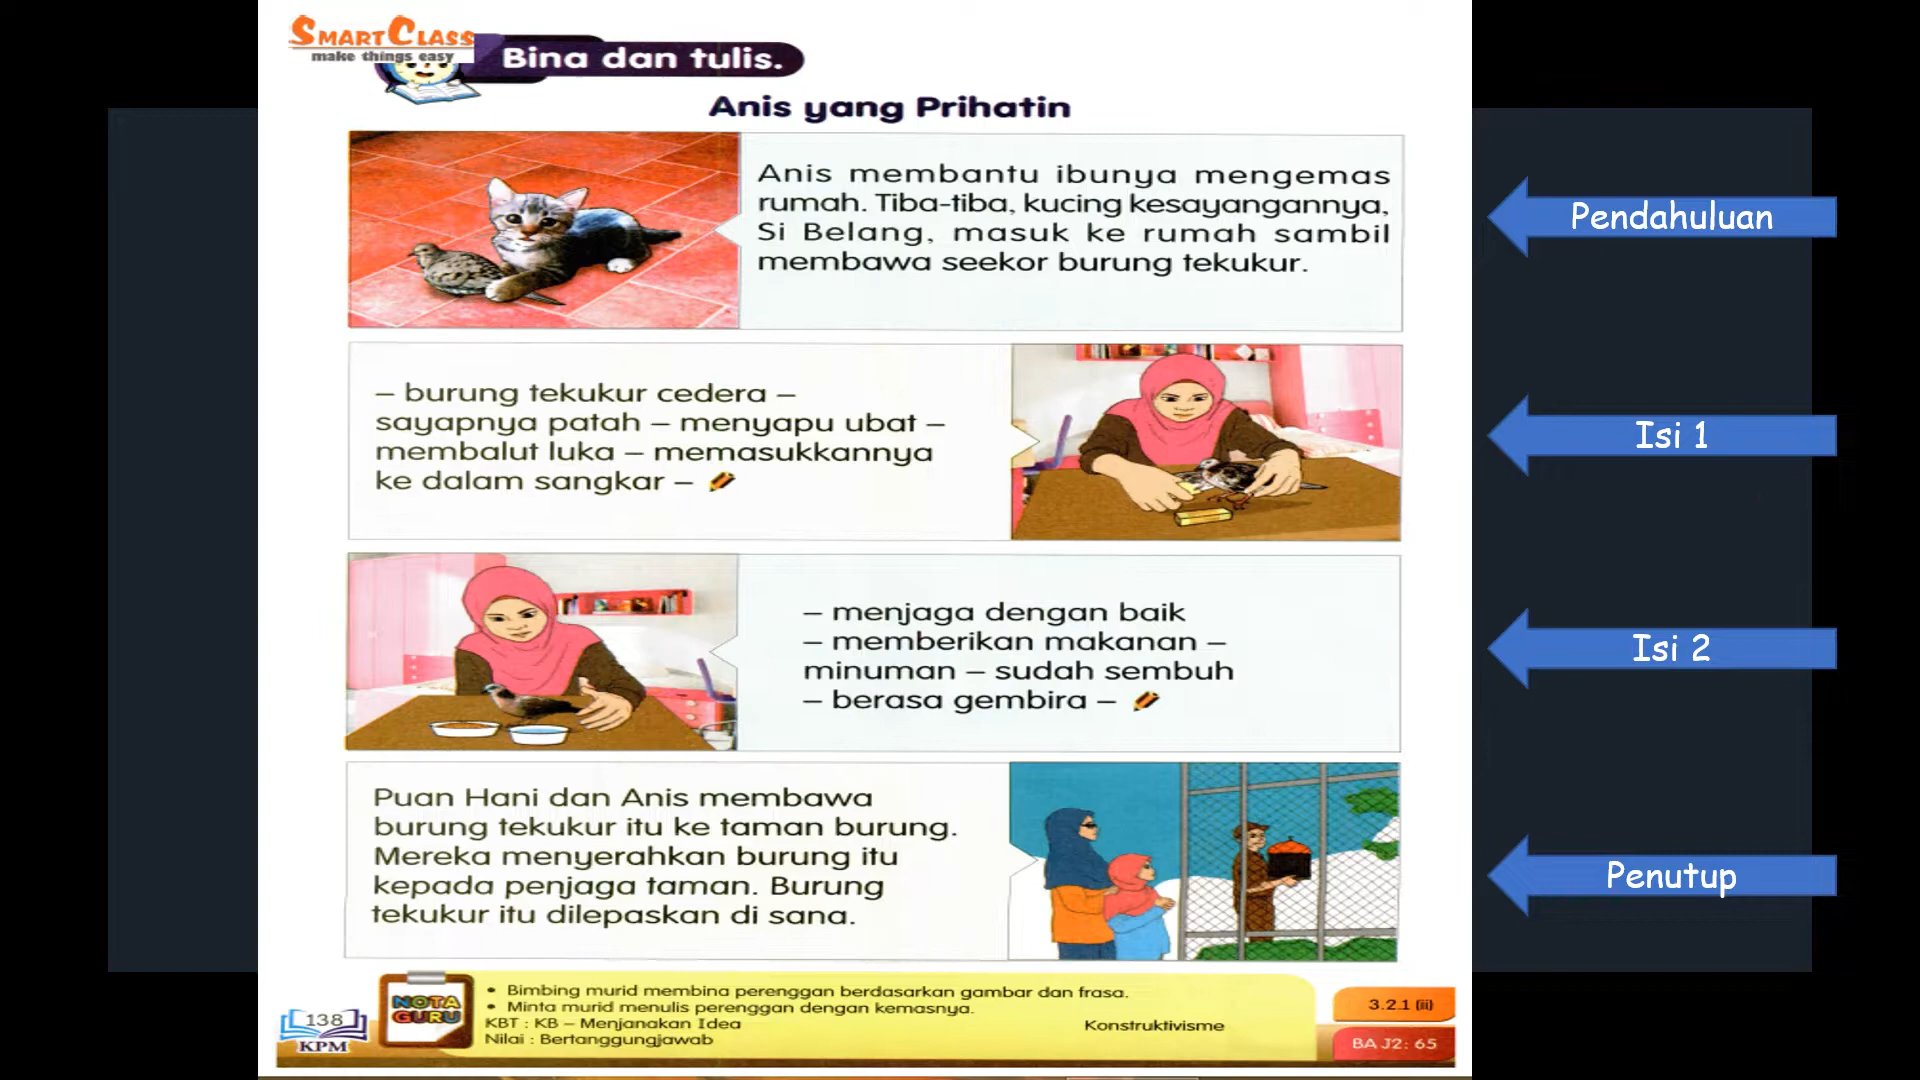 SMARTCLASS
make things easy
Bina dan tulis.
Anis yang Prihatin
Anis membantu ibunya mengemas
rumah. Tiba-tiba, kucing kesayangannya,
Si Belang, masuk ke rumah sambil
membawa seekor burung tekukur.
Pendahuluan
– burung tekukur cedera –
sayapnya patah – menyapu ubat –
membalut luka – memasukkannya
ke dalam sangkar –
Isi 1
– menjaga dengan baik
– memberikan makanan –
minuman – sudah sembuh
– berasa gembira –
Isi 2
Puan Hani dan Anis membawa
burung tekukur itu ke taman burung.
Mereka menyerahkan burung itu
kepada penjaga taman. Burung
tekukur itu dilepaskan di sana.
Penutup
NOTA
GURU
• Bimbing murid membina perenggan berdasarkan gambar dan frasa.
• Minta murid menulis perenggan dengan kemasnya.
KBT : KB – Menjanakan Idea
Konstruktivisme
Nilai : Bertanggungjawab
3.2.1 (ii)
BA J2: 65
138
KPM